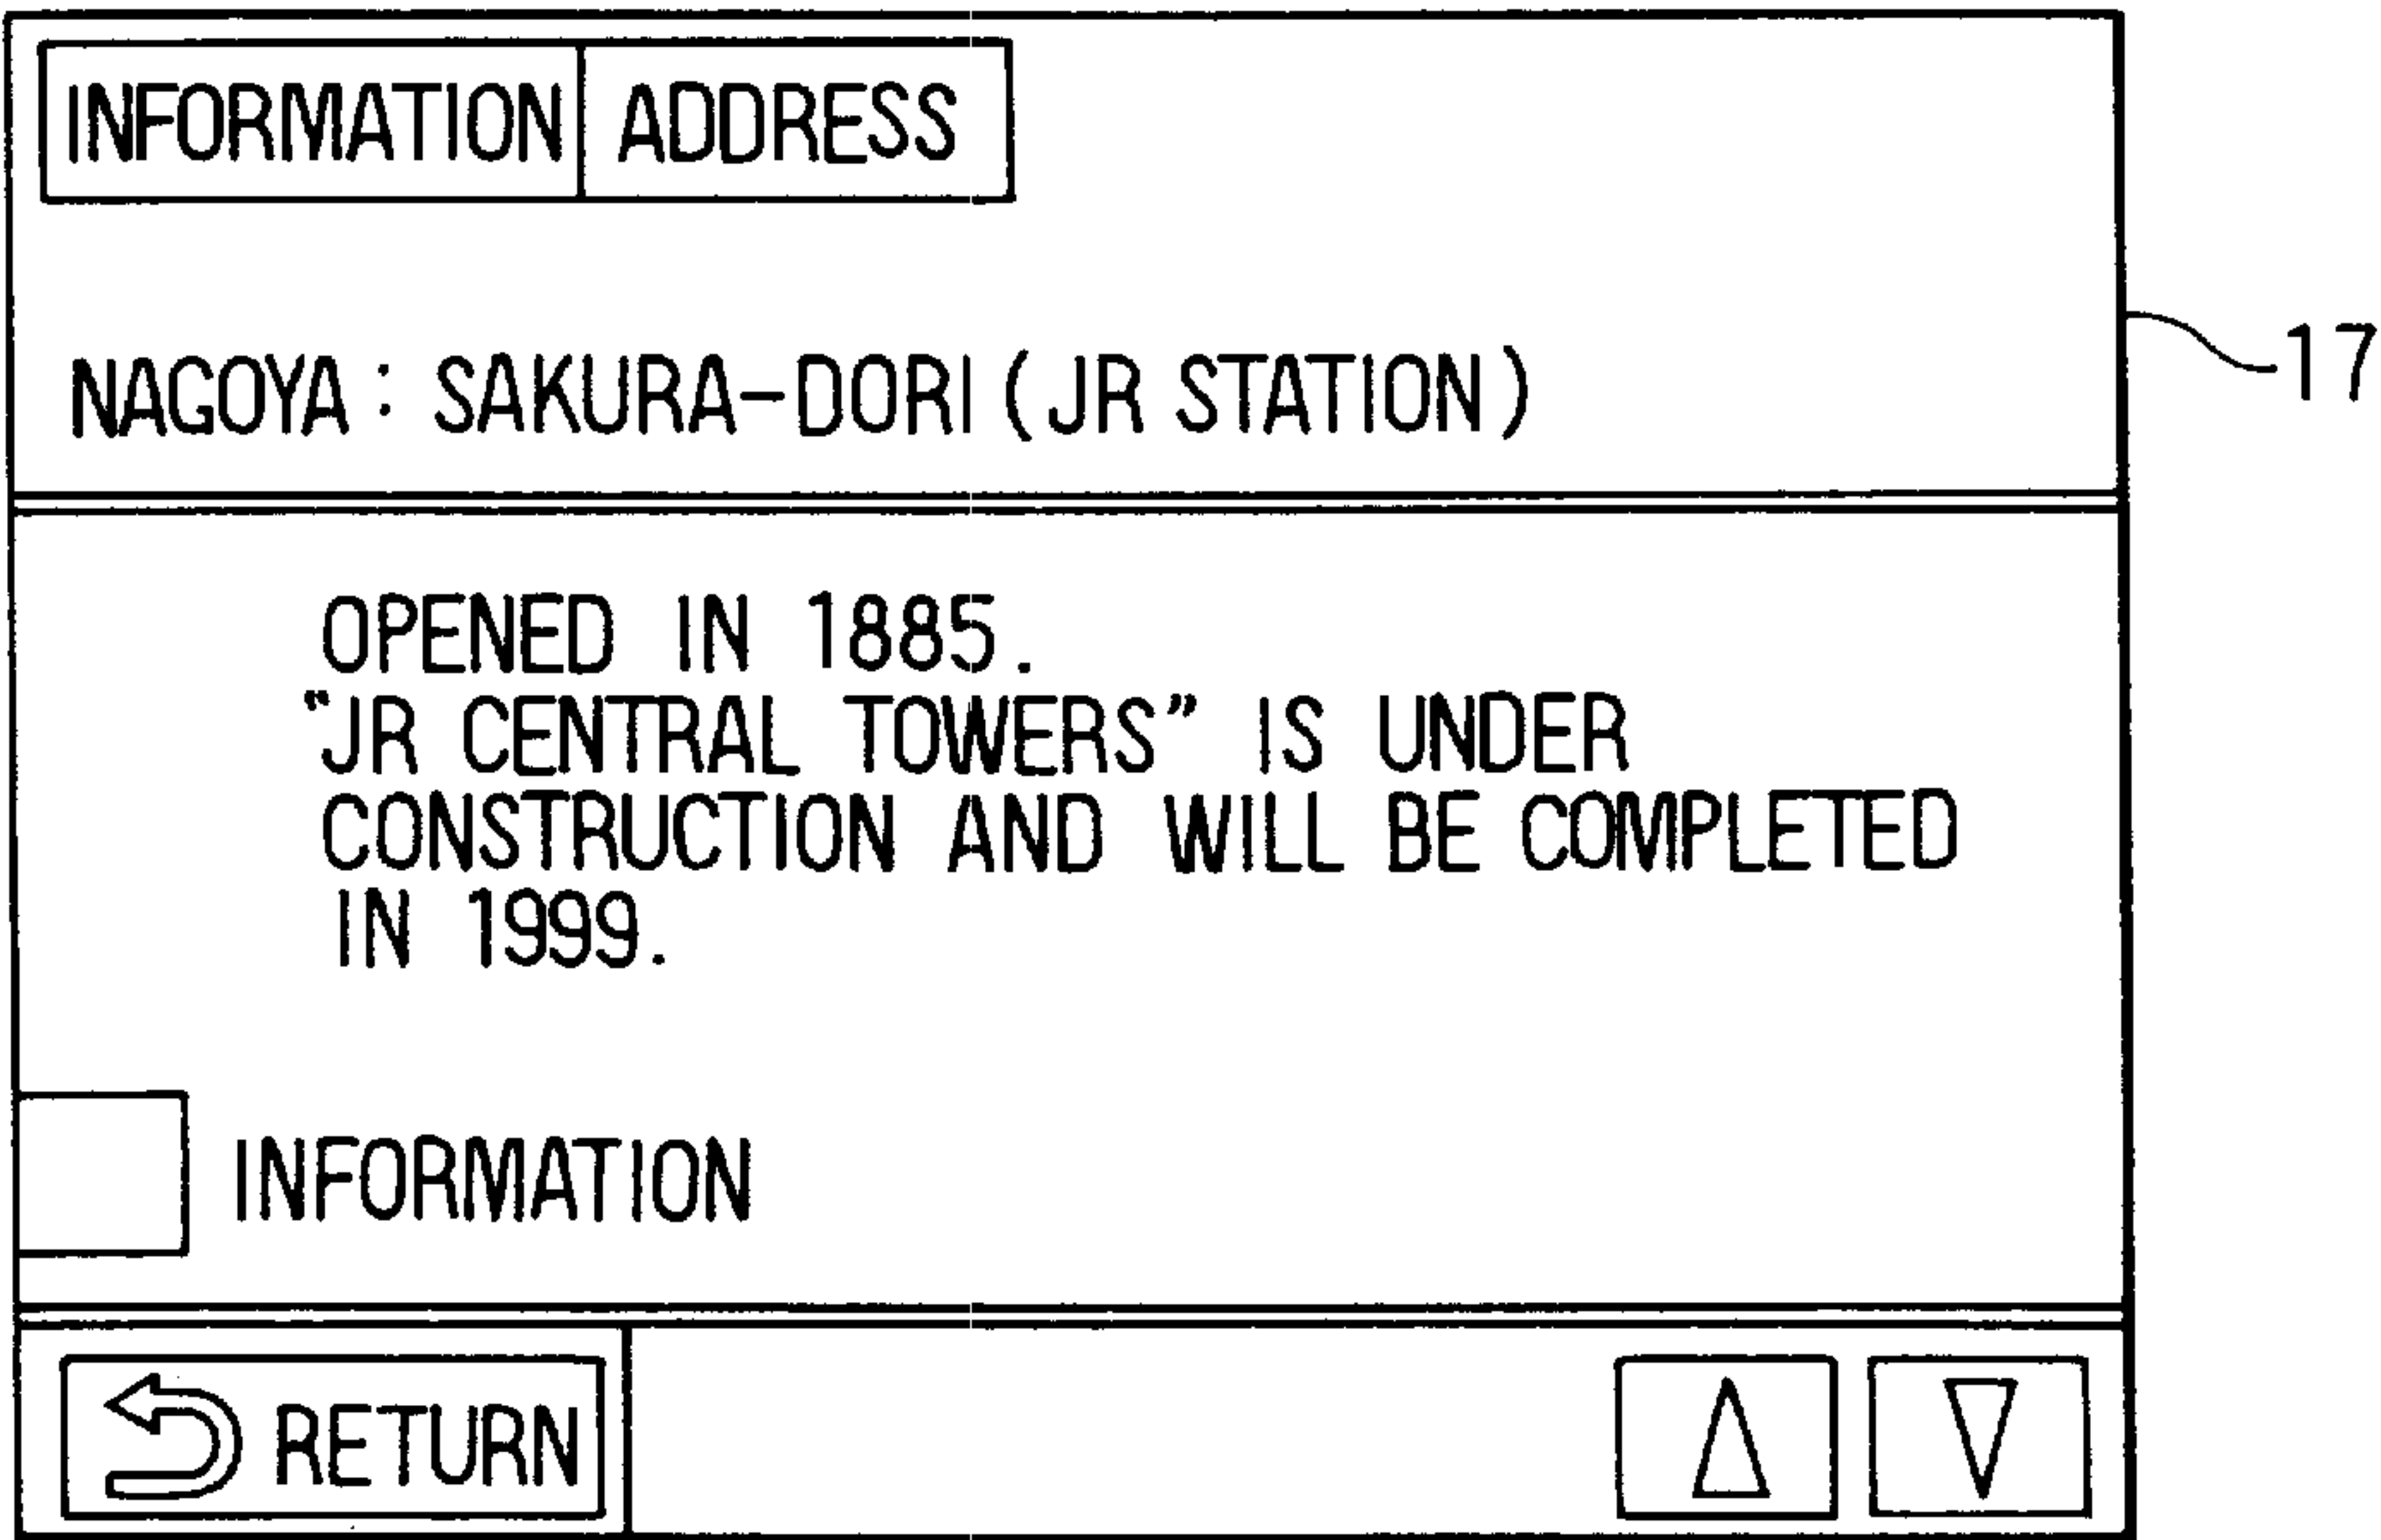 INFORMATION ADDRESS
NAGOYA: SAKURA-DORI (JR STATION)
17
OPENED IN 1885.
"JR CENTRAL TOWERS" IS UNDER
CONSTRUCTION AND WILL BE COMPLETED
IN 1999.
INFORMATION
RETURN